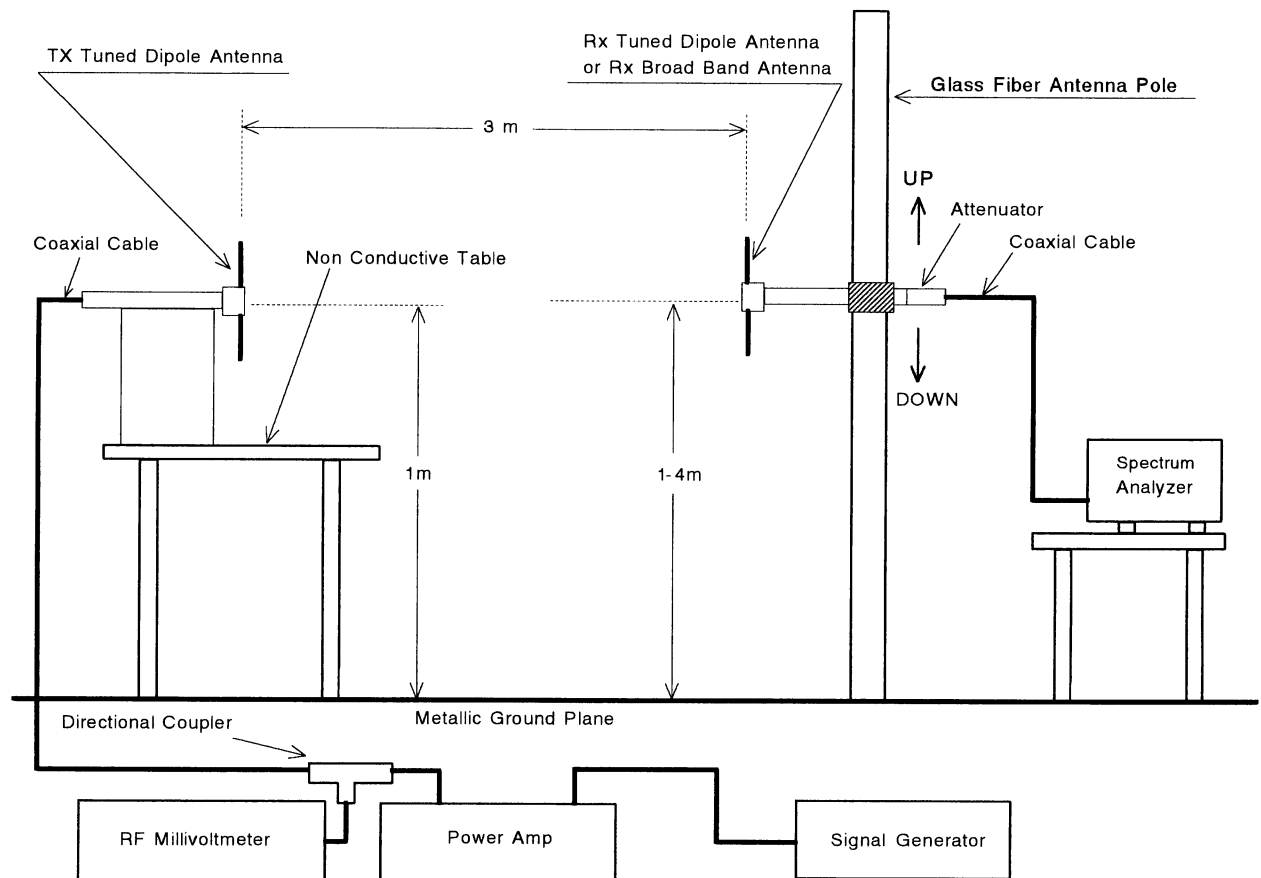 TX Tuned Dipole Antenna
Rx Tuned Dipole Antenna
or Rx Broad Band Antenna
Glass Fiber Antenna Pole
3 m
UP
Attenuator
Coaxial Cable
Coaxial Cable
Non Conductive Table
DOWN
1m
1-4m
Spectrum
Analyzer
Metallic Ground Plane
Directional Coupler
RF Millivoltmeter
Power Amp
Signal Generator